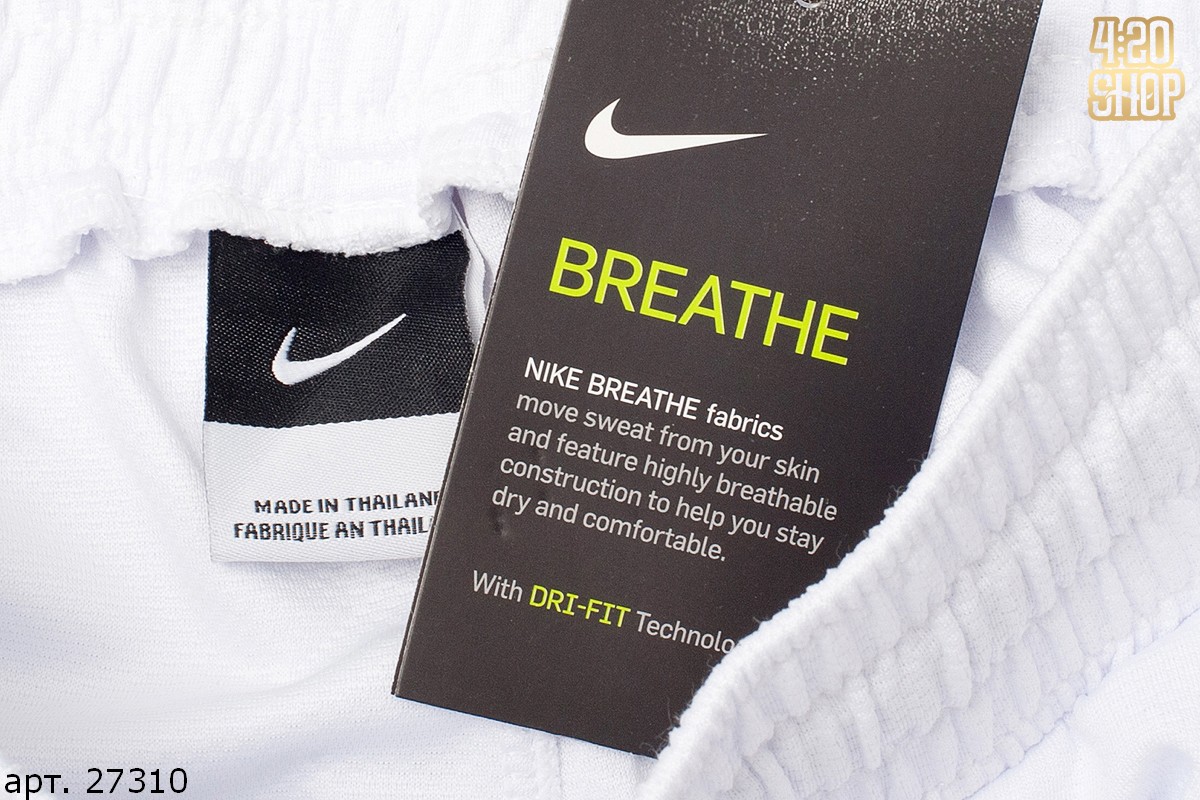 4:20
SHOP
BREATHE
NIKE BREATHE fabrics
move sweat from your skin
and feature highly breathable
construction to help you stay
dry and comfortable.
With DRI-FIT Technolo
MADE IN THAILAN
FABRIQUE AN THAIL
арт. 27310